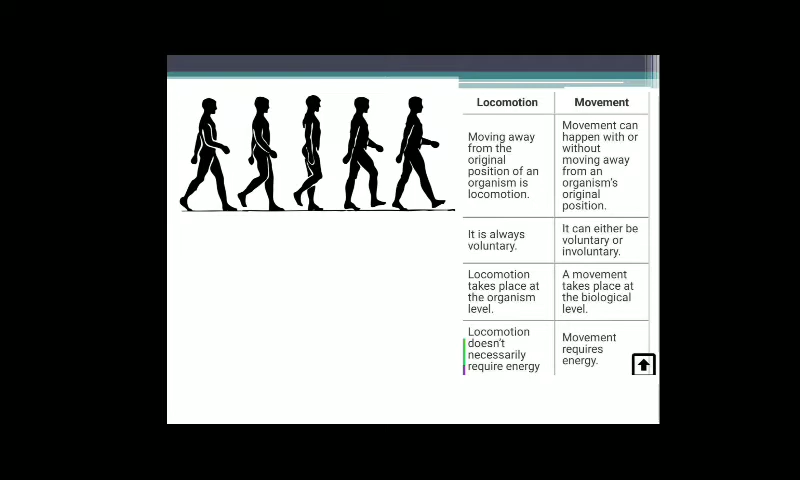 Locomotion
Movement
Moving away
from the
original
position of an
organism is
locomotion.
Movement can
happen with or
without
moving away
from an
organism's
original
position.
It is always
voluntary.
It can either be
voluntary or
involuntary.
Locomotion
takes place at
the organism
level.
A movement
takes place at
the biological
level.
Locomotion
doesn't
necessarily
require energy
Movement
requires
energy.